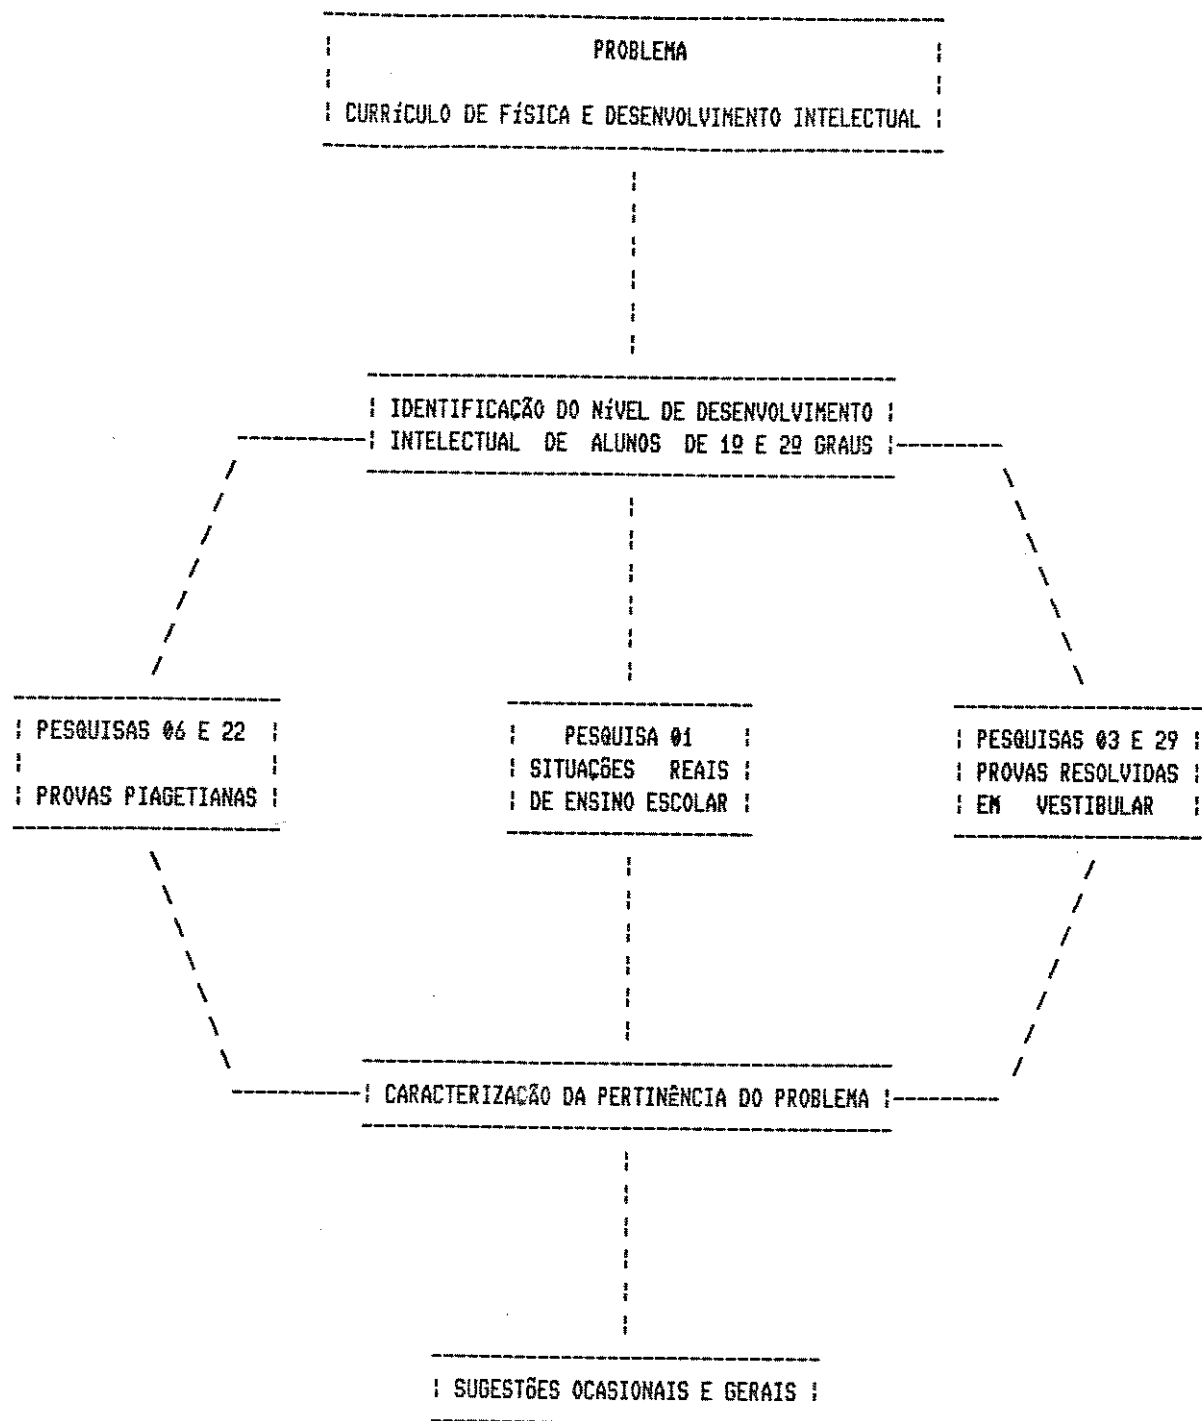 PROBLEMA
CURRÍCULO DE FÍSICA E DESENVOLVIMENTO INTELECTUAL
IDENTIFICAÇÃO DO NÍVEL DE DESENVOLVIMENTO
INTELECTUAL DE ALUNOS DE 1º E 2º GRAUS
PESQUISAS 06 E 22
PROVAS PIAGETIANAS
PESQUISA 01
SITUAÇÕES REAIS
DE ENSINO ESCOLAR
PESQUISAS 03 E 29
PROVAS RESOLVIDAS
EM VESTIBULAR
CARACTERIZAÇÃO DA PERTINÊNCIA DO PROBLEMA
SUGESTÕES OCASIONAIS E GERAIS